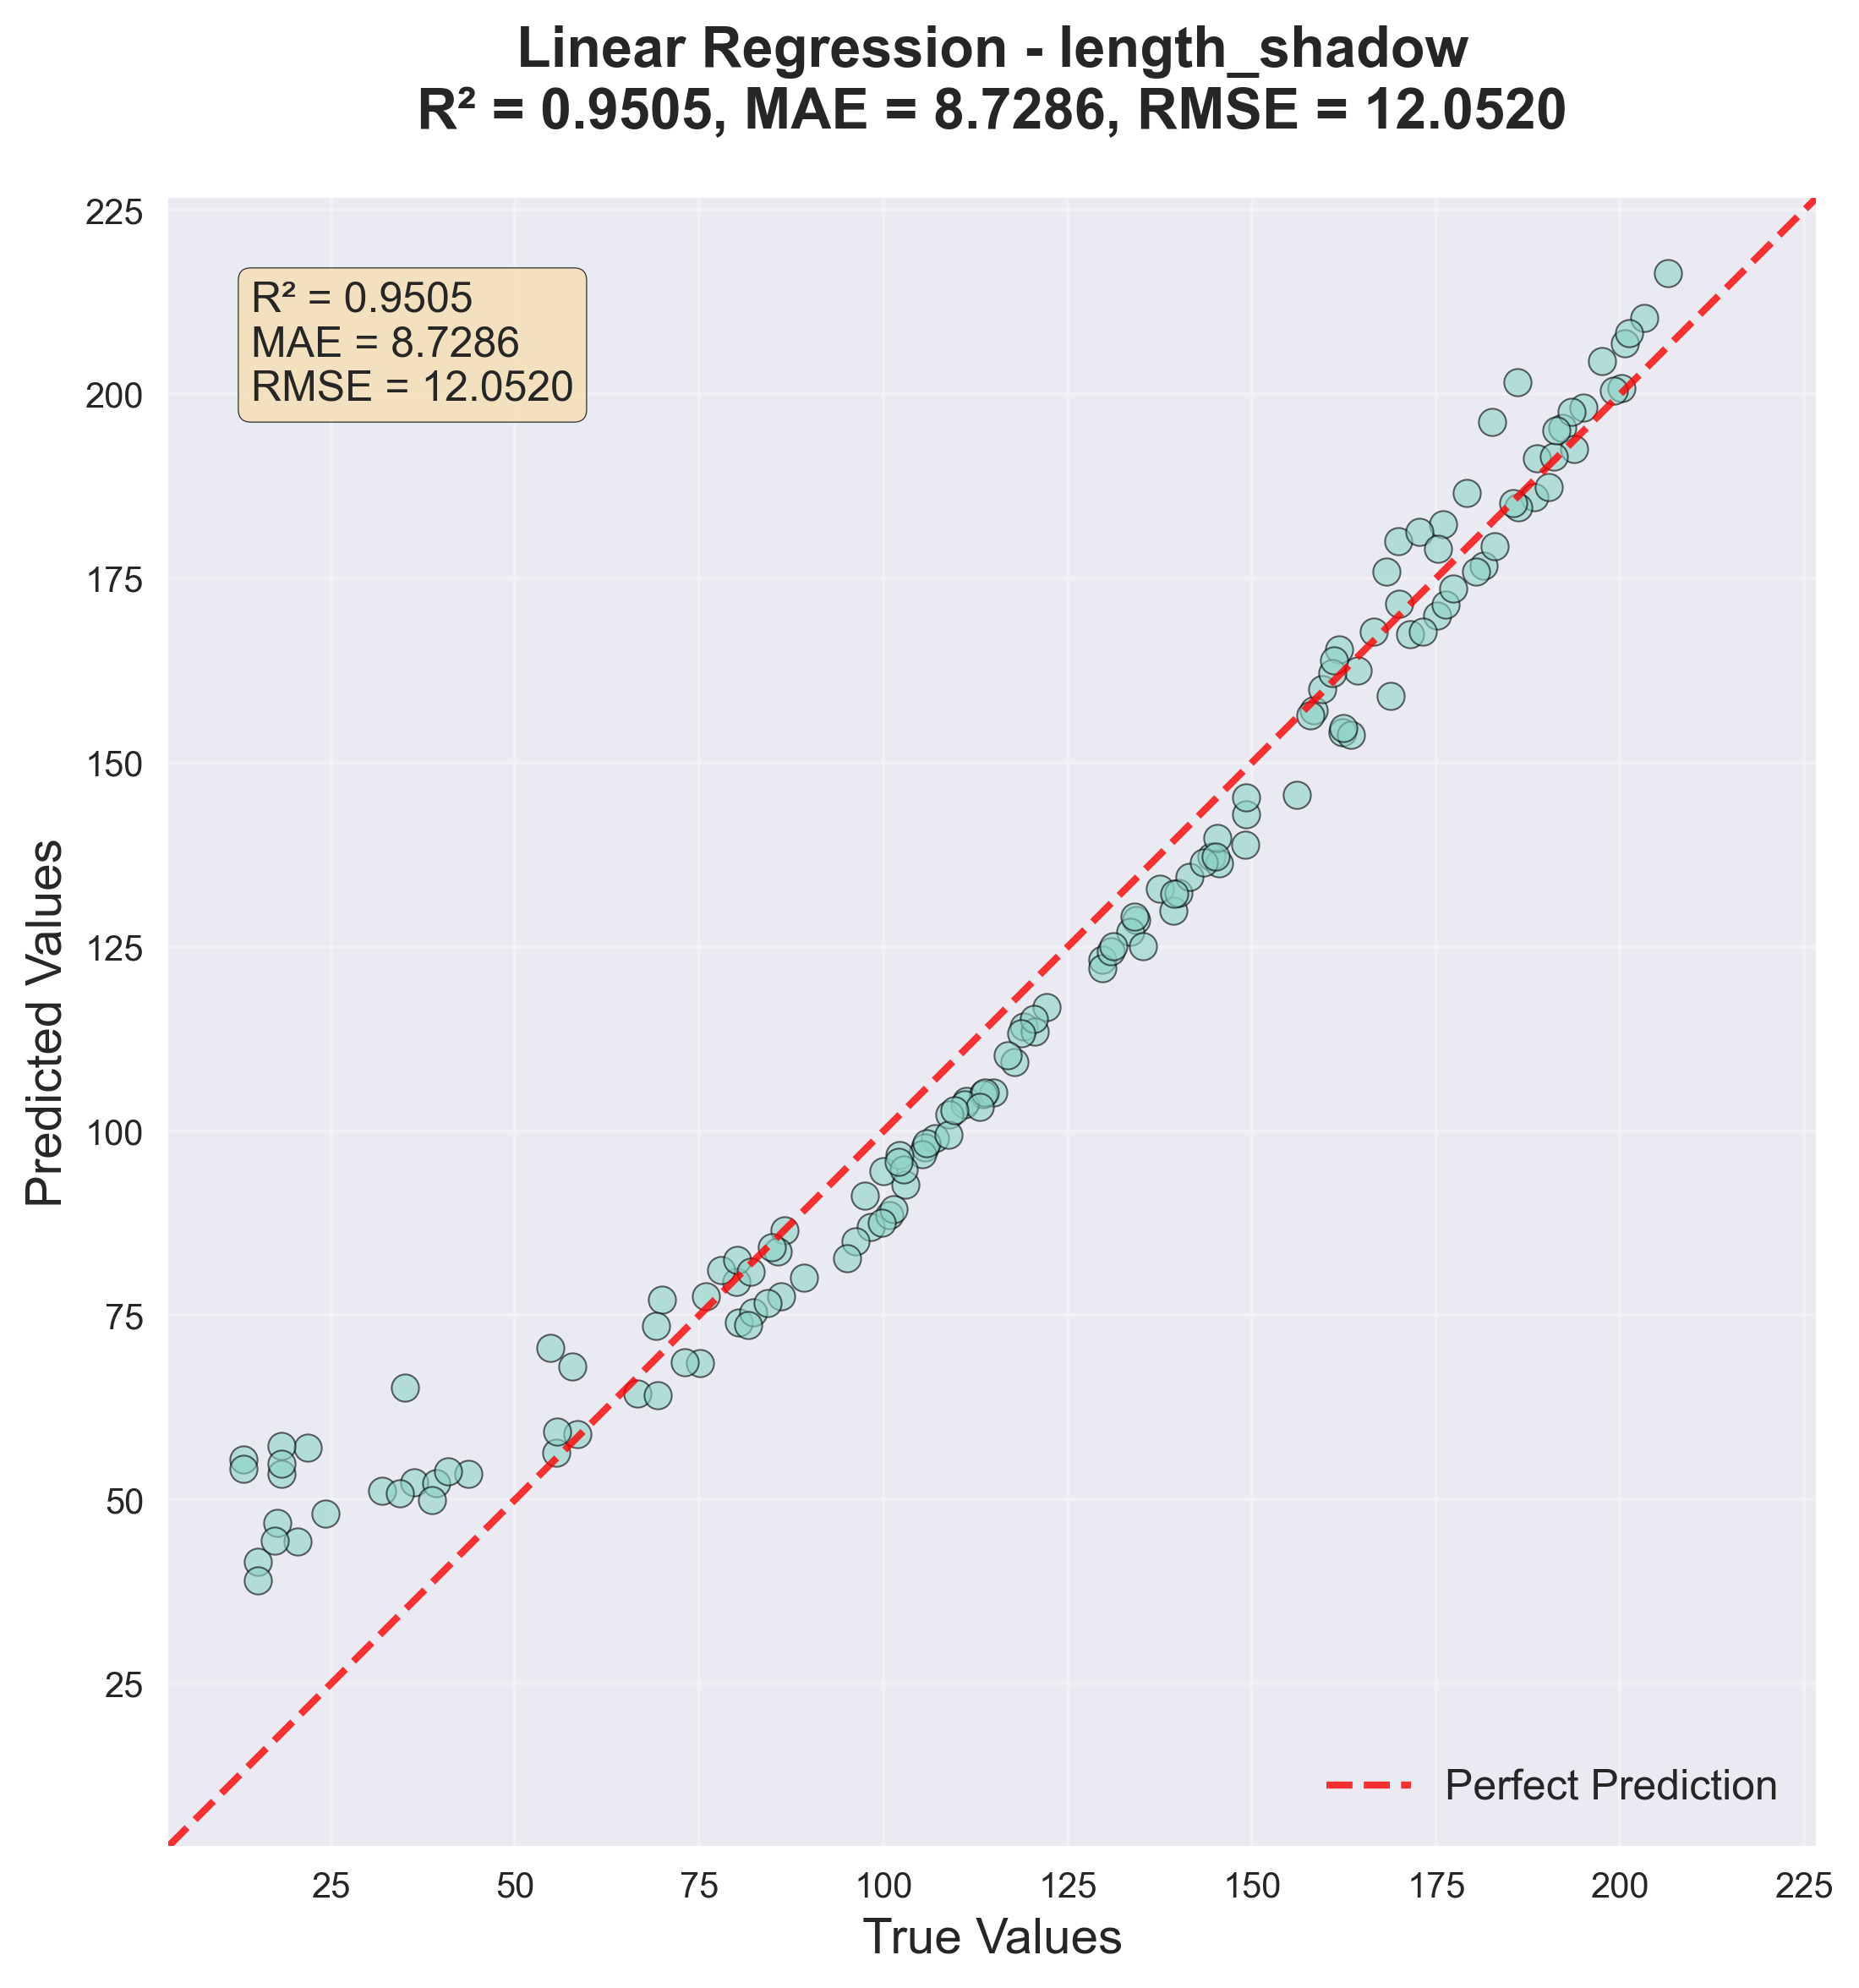 Linear Regression - length_shadow
R² = 0.9505, MAE = 8.7286, RMSE = 12.0520
225
200
175
150
125
100
75
50
25
R² = 0.9505
MAE = 8.7286
RMSE = 12.0520
Predicted Values
Perfect Prediction
25 50 75 100 125 150 175 200 225
True Values